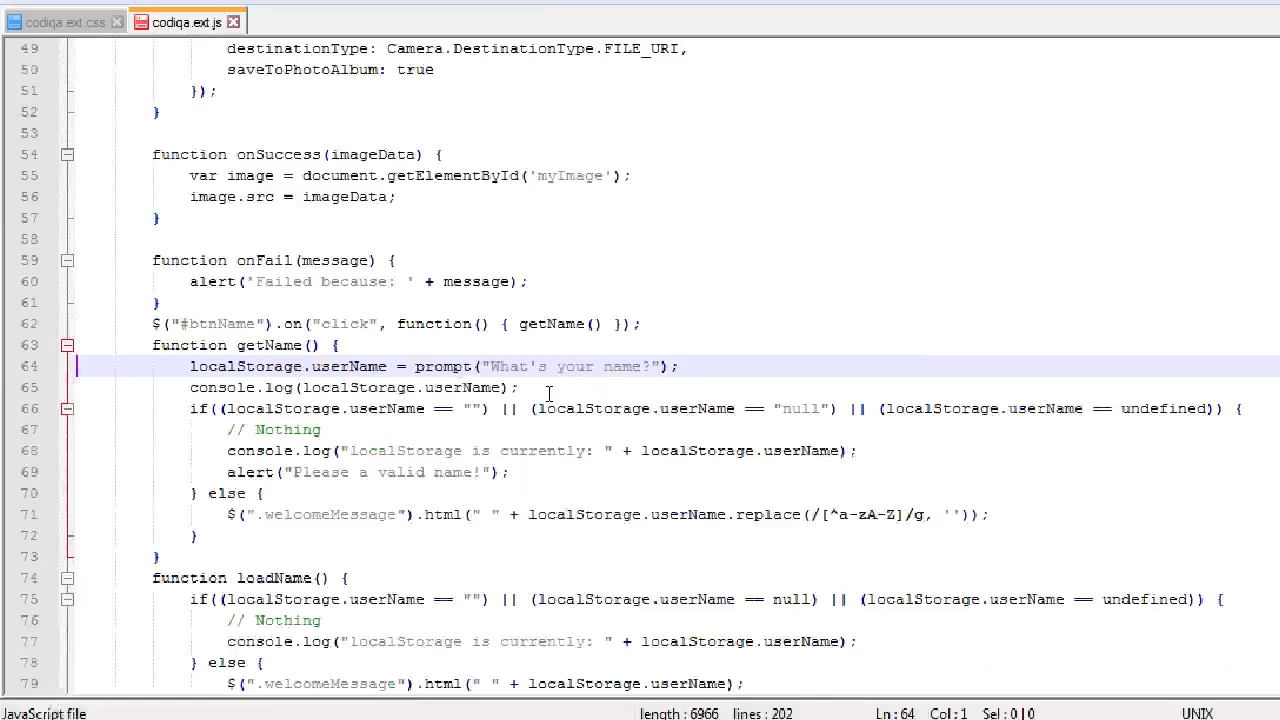 codiqa.ext.css codiqa.ext.js
49 destinationType: Camera.DestinationType.FILE_URI,
50 saveToPhotoAlbum: true
51 });
52 }
53
54 function onSuccess(imageData) {
55 var image = document.getElementById('myImage');
56 image.src = imageData;
57 }
58
59 function onFail(message) {
60 alert('Failed because: ' + message);
61 }
62 $("#btnName").on("click", function() { getName() });
63 function getName() {
64 localStorage.userName = prompt("What's your name?");
65 console.log(localStorage.userName);
66 if((localStorage.userName == "") || (localStorage.userName == "null") || (localStorage.userName == undefined)) {
67 // Nothing
68 console.log("localStorage is currently: " + localStorage.userName);
69 alert("Please a valid name!");
70 } else {
71 $(".welcomeMessage").html(" " + localStorage.userName.replace(/[^a-zA-Z]/g, ''));
72 }
73 }
74 function loadName() {
75 if((localStorage.userName == "") || (localStorage.userName == null) || (localStorage.userName == undefined)) {
76 // Nothing
77 console.log("localStorage is currently: " + localStorage.userName);
78 } else {
79 $(".welcomeMessage").html(" " + localStorage.userName);
JavaScript file length : 6966 lines : 202 Ln : 64 Col : 1 Sel : 0 | 0 UNIX